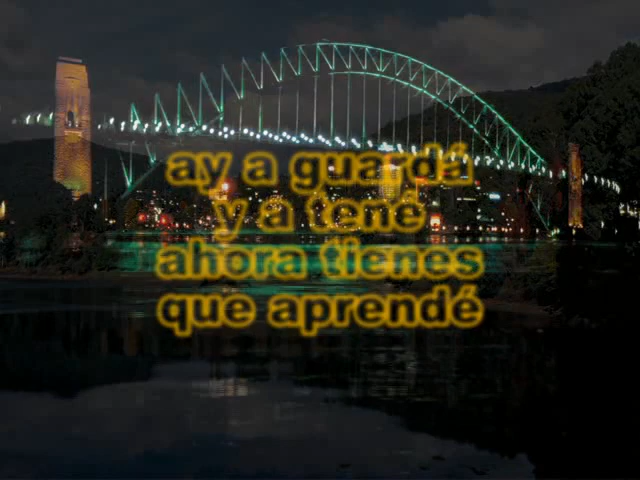 ay a guardá
y a tené
ahora tienes
que aprendé